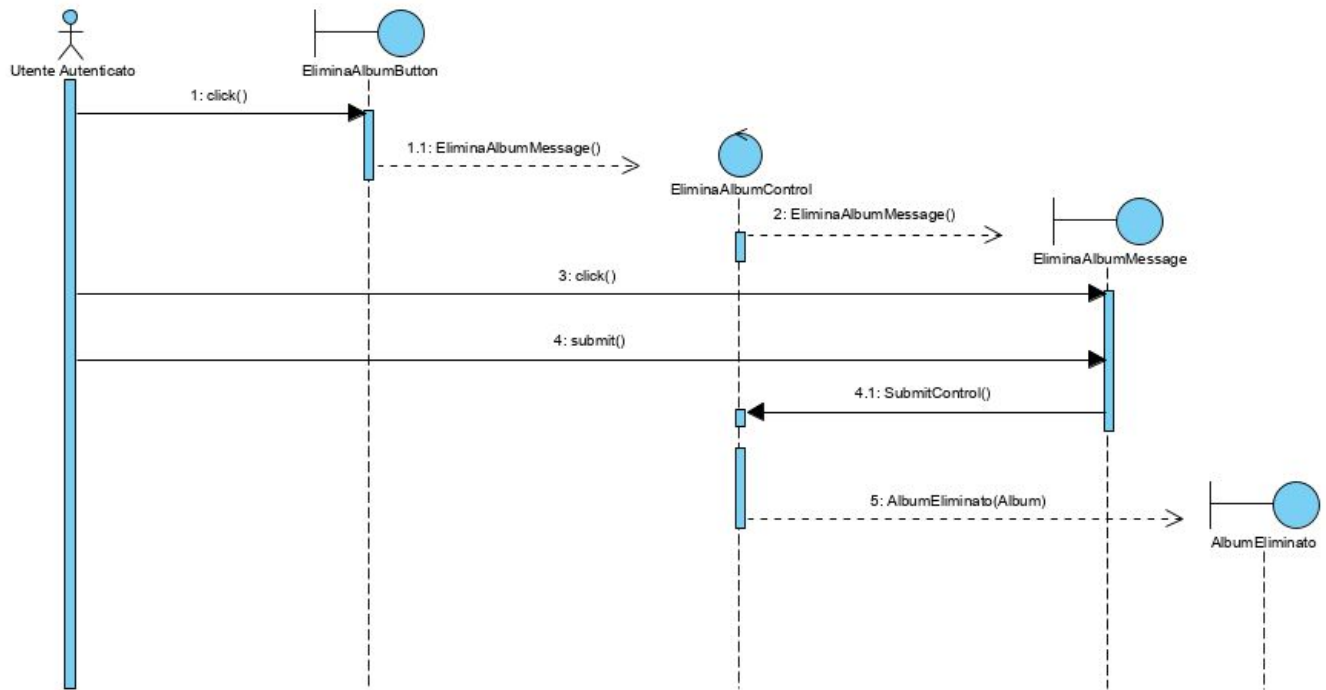 Utente Autenticato
EliminaAlbumButton
1: click()
1.1: EliminaAlbumMessage()
EliminaAlbumControl
2: EliminaAlbumMessage()
EliminaAlbumMessage
3: click()
4: submit()
4.1: SubmitControl()
5: AlbumEliminato(Album)
AlbumEliminato